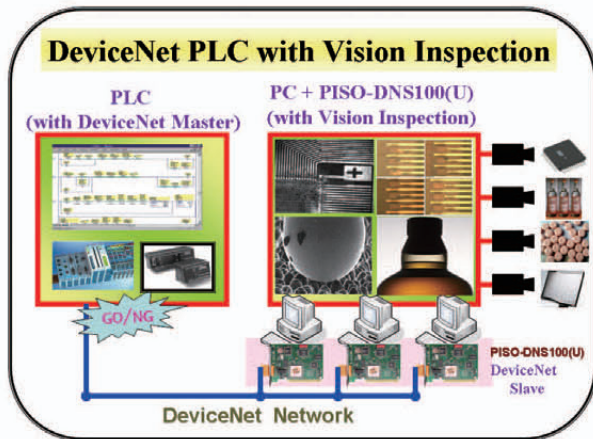 DeviceNet PLC with Vision Inspection
PLC
(with DeviceNet Master)
PC + PISO-DNS100(U)
(with Vision Inspection)
GO/NG
PISO-DNS100(U)
DeviceNet
Slave
DeviceNet Network